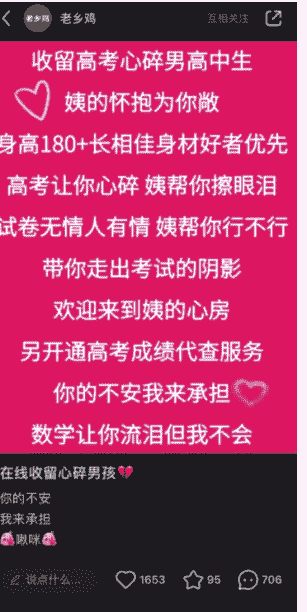 老乡鸡
老乡鸡
互相关注
收留高考心碎男高中生
姨的怀抱为你敞
身高180+长相佳身材好者优先
高考让你心碎 姨帮你擦眼泪
试卷无情人有情 姨帮你行不行
带你走出考试的阴影
欢迎来到姨的心房
另开通高考成绩代查服务
你的不安我来承担
数学让你流泪但我不会
在线收留心碎男孩💔
你的不安
我来承担
啾咪
说点什么...
1653
95
706